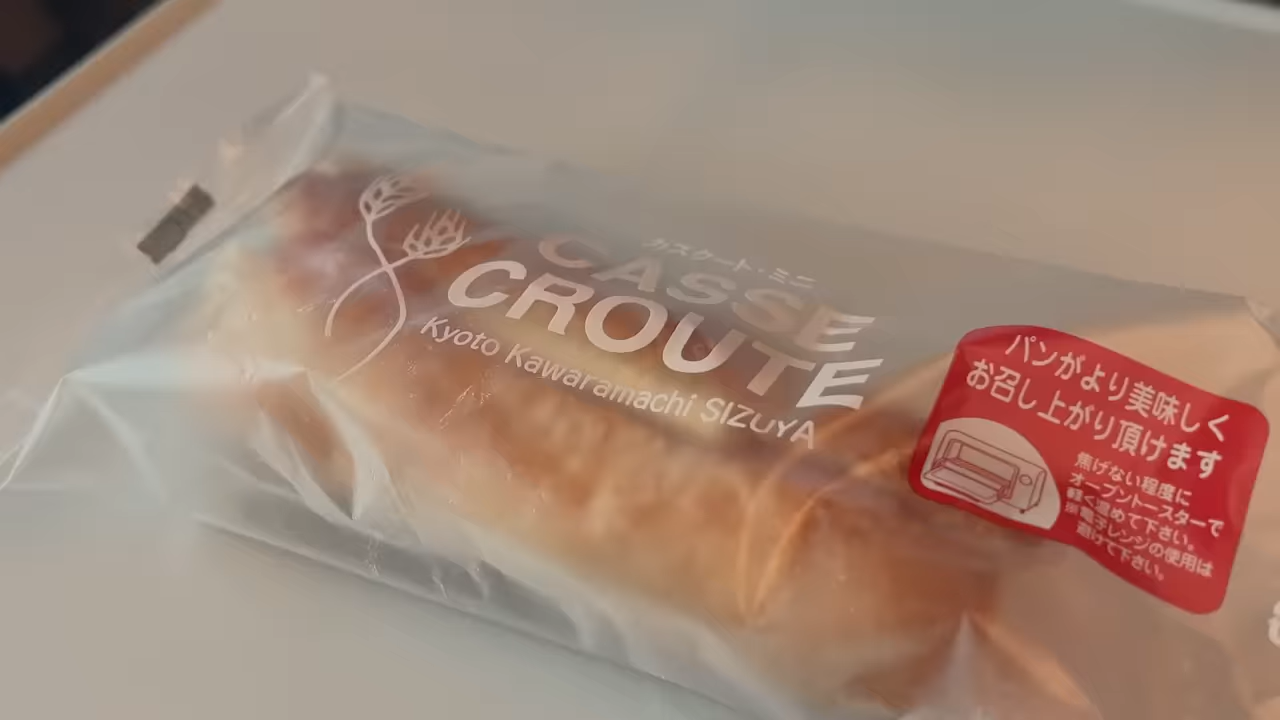 カスクート・ミニ
CASSE
CROUTE
Kyoto Kawaramachi SIZUYA
パンがより美味しく
お召し上がり頂けます
焦げない程度に
オーブントースターで
軽く温めて下さい。
※電子レンジの使用は
避けて下さい。